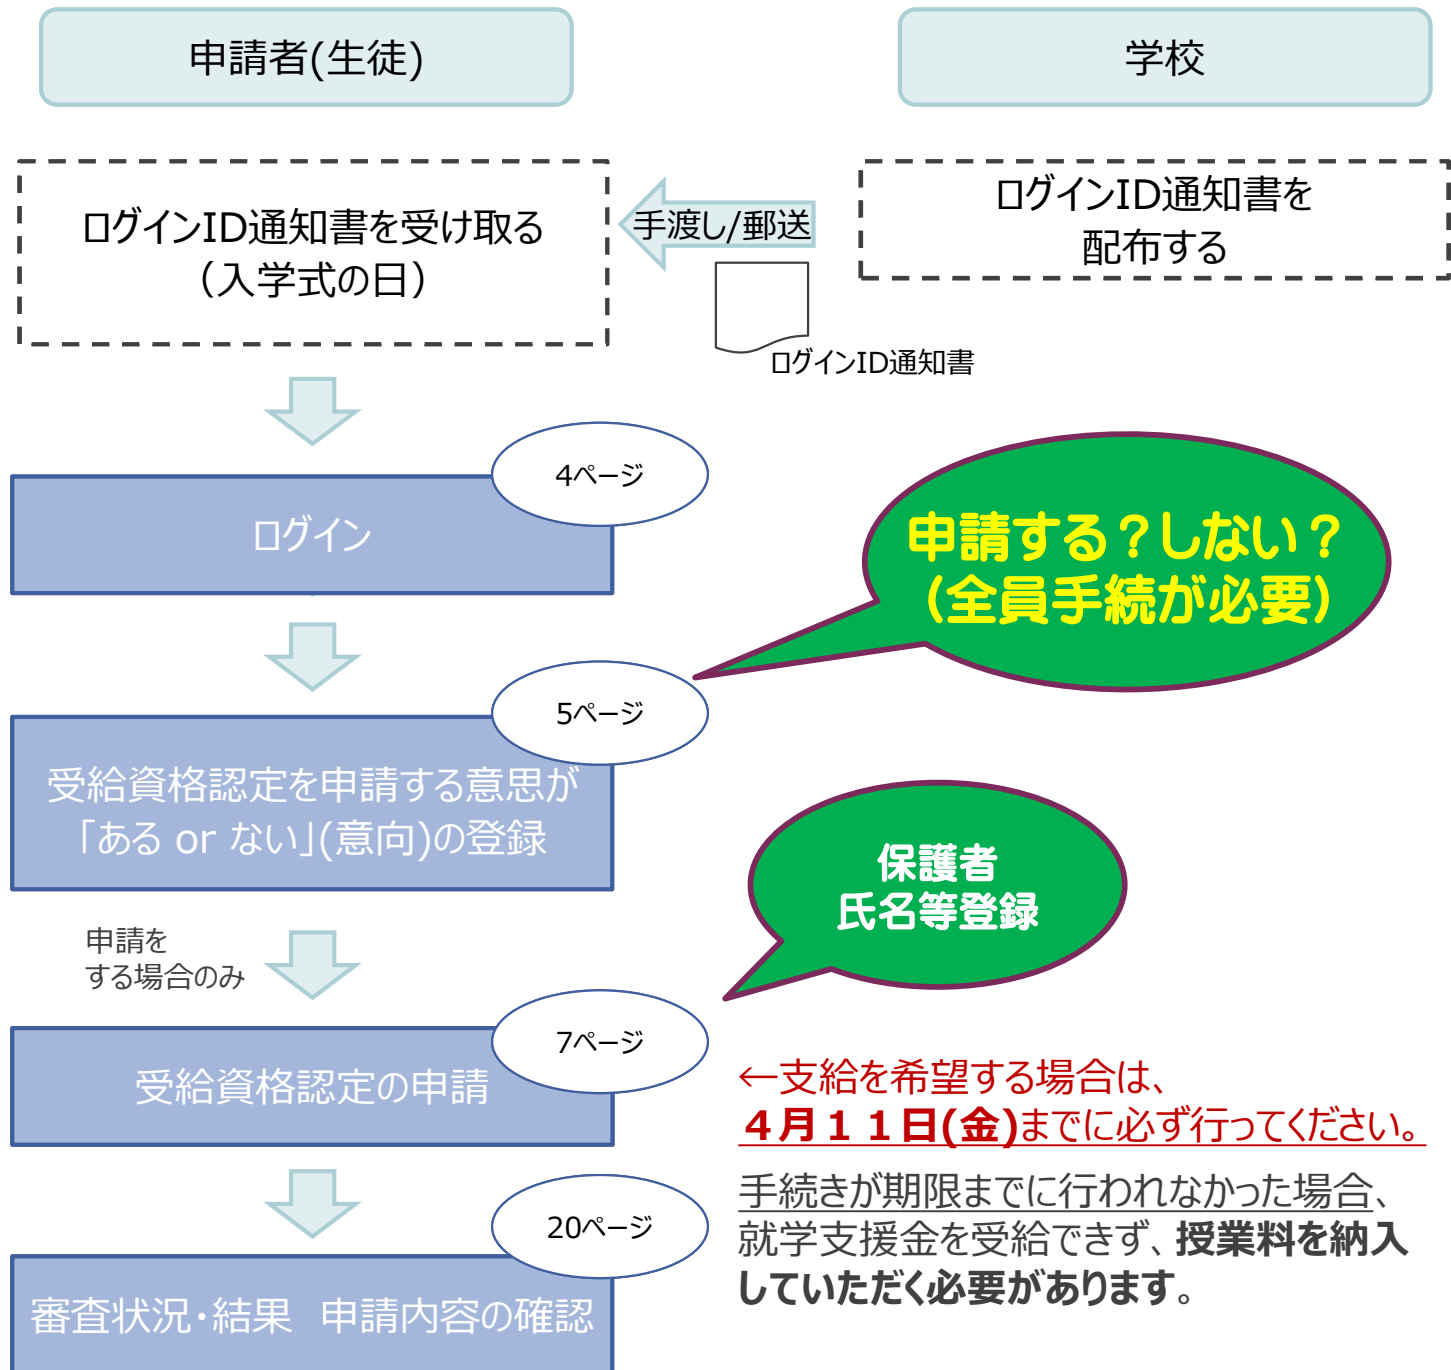 申請者(生徒)
学校
ログインID通知書を受け取る
（入学式の日）
手渡し/郵送
ログインID通知書を
配布する
ログインID通知書
4ページ
ログイン
申請する？しない？
（全員手続が必要）
5ページ
受給資格認定を申請する意思が
「ある or ない」(意向)の登録
保護者
氏名等登録
申請を
する場合のみ
7ページ
受給資格認定の申請
←支給を希望する場合は、
４月１１日(金)までに必ず行ってください。
手続きが期限までに行われなかった場合、
就学支援金を受給できず、授業料を納入
していただく必要があります。
20ページ
審査状況・結果　申請内容の確認